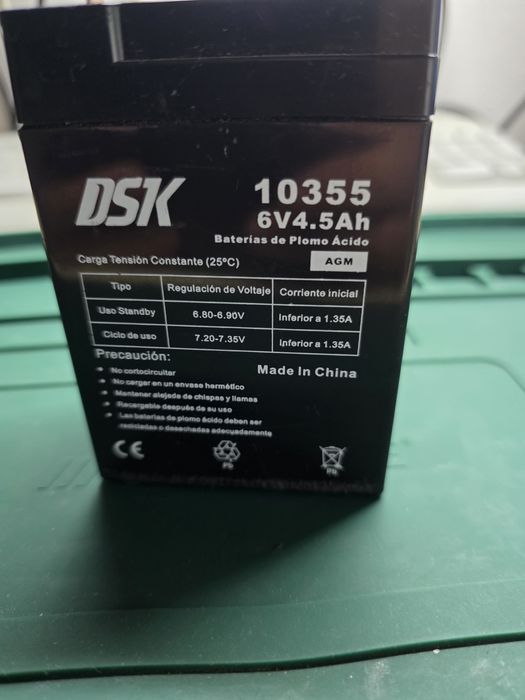 DSK
10355
6V4.5Ah
Baterías de Plomo Ácido
Carga Tensión Constante (25ºC)
AGM
Tipo Regulación de Voltaje Corriente inicial
Uso Standby 6.80-6.90V Inferior a 1.35A
Ciclo de uso 7.20-7.35V Inferior a 1.35A
Precaución:
Made In China
No cortocircuitar
No cargar en un envase hermético
Mantener alejada de chispas y llamas
Recargable después de su uso
Las baterías de plomo ácido deben ser
recicladas o desechadas adecuadamente
CE
Pb
PB